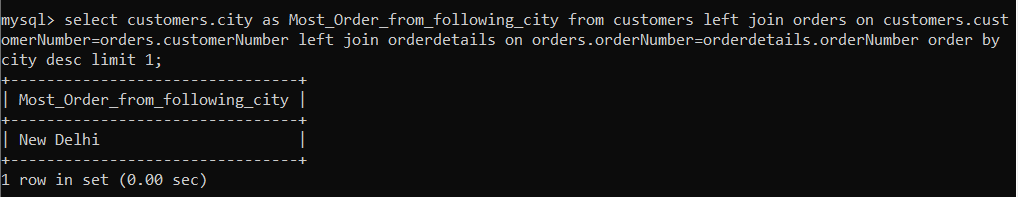 mysql> select customers.city as Most_Order_from_following_city from customers left join orders on customers.cust
omerNumber=orders.customerNumber left join orderdetails on orders.orderNumber=orderdetails.orderNumber order by
city desc limit 1;
+--------------------------------+
| Most_Order_from_following_city |
+--------------------------------+
| New Delhi                      |
+--------------------------------+
1 row in set (0.00 sec)